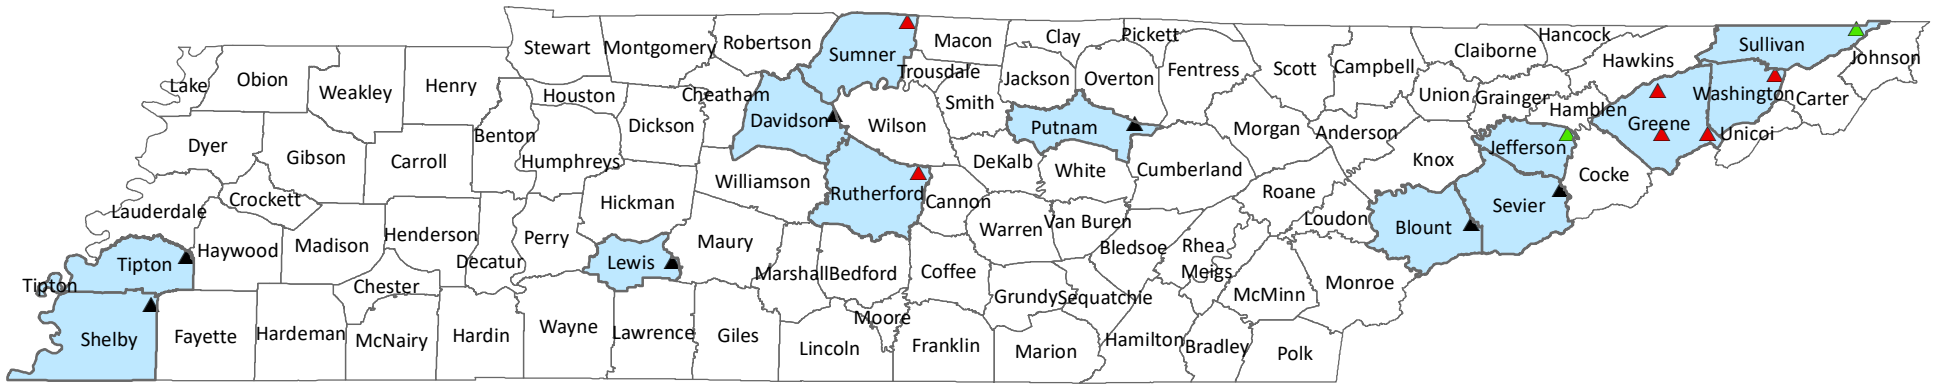 Stewart
Montgomery
Robertson
Sumner
Macon
Clay
Pickett
Hancock
Claiborne
Sullivan
Johnson
Lake
Obion
Weakley
Henry
Houston
Cheatham
Trousdale
Jackson
Overton
Fentress
Scott
Campbell
Hawkins
Union
Grainger
Hamblen
Washington
Carter
Smith
Dyer
Gibson
Carroll
Benton
Humphreys
Dickson
Davidson
Wilson
Putnam
Morgan
Anderson
Greene
Unicoi
Jefferson
Knox
Cocke
DeKalb
White
Cumberland
Roane
Loudon
Sevier
Blount
Lauderdale
Crockett
Hickman
Williamson
Rutherford
Cannon
Warren
Van Buren
Bledsoe
Rhea
Meigs
Tipton
Tipton
Haywood
Madison
Henderson
Decatur
Perry
Lewis
Maury
Marshall
Bedford
Coffee
Grundy
Sequatchie
McMinn
Monroe
Chester
Shelby
Fayette
Hardeman
McNairy
Hardin
Wayne
Lawrence
Giles
Lincoln
Moore
Franklin
Marion
Hamilton
Bradley
Polk